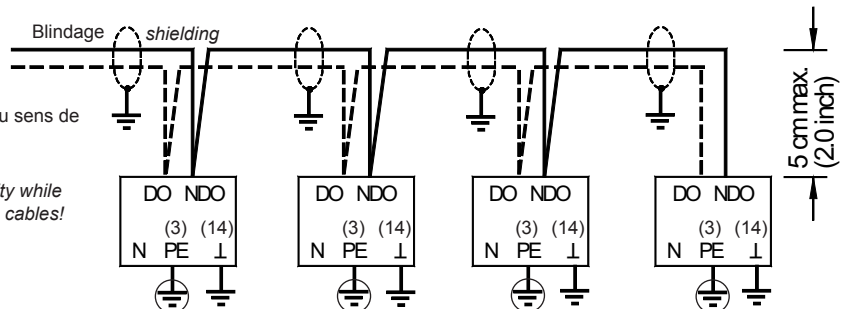 Blindage shielding
u sens de
ty while
cables!
5 cm max.
(2.0 inch)
DO NDO
(3) (14)
N PE ⊥
DO NDO
(3) (14)
N PE ⊥
DO NDO
(3) (14)
N PE ⊥
DO NDO
(3) (14)
N PE ⊥